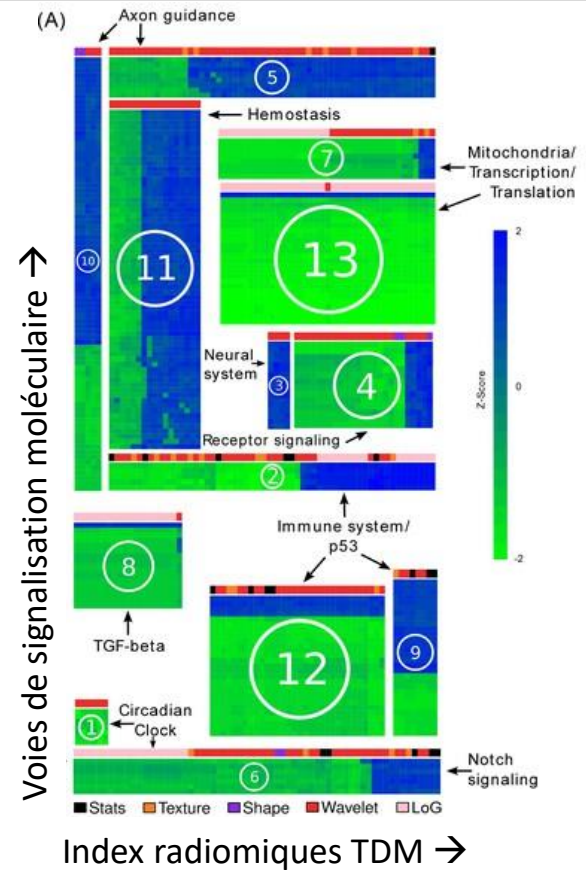 (A)
Axon guidance
5
Hemostasis
7
Mitochondria/
Transcription/
Translation
10
11
13
2
0
-2
Z-Score
Neural
system
3
4
Receptor signaling
2
Immune system/
p53
8
TGF-beta
12
9
1
Circadian
Clock
6
Notch
signaling
Stats Texture Shape Wavelet LoG
Voies de signalisation moléculaire →
Index radiomiques TDM →